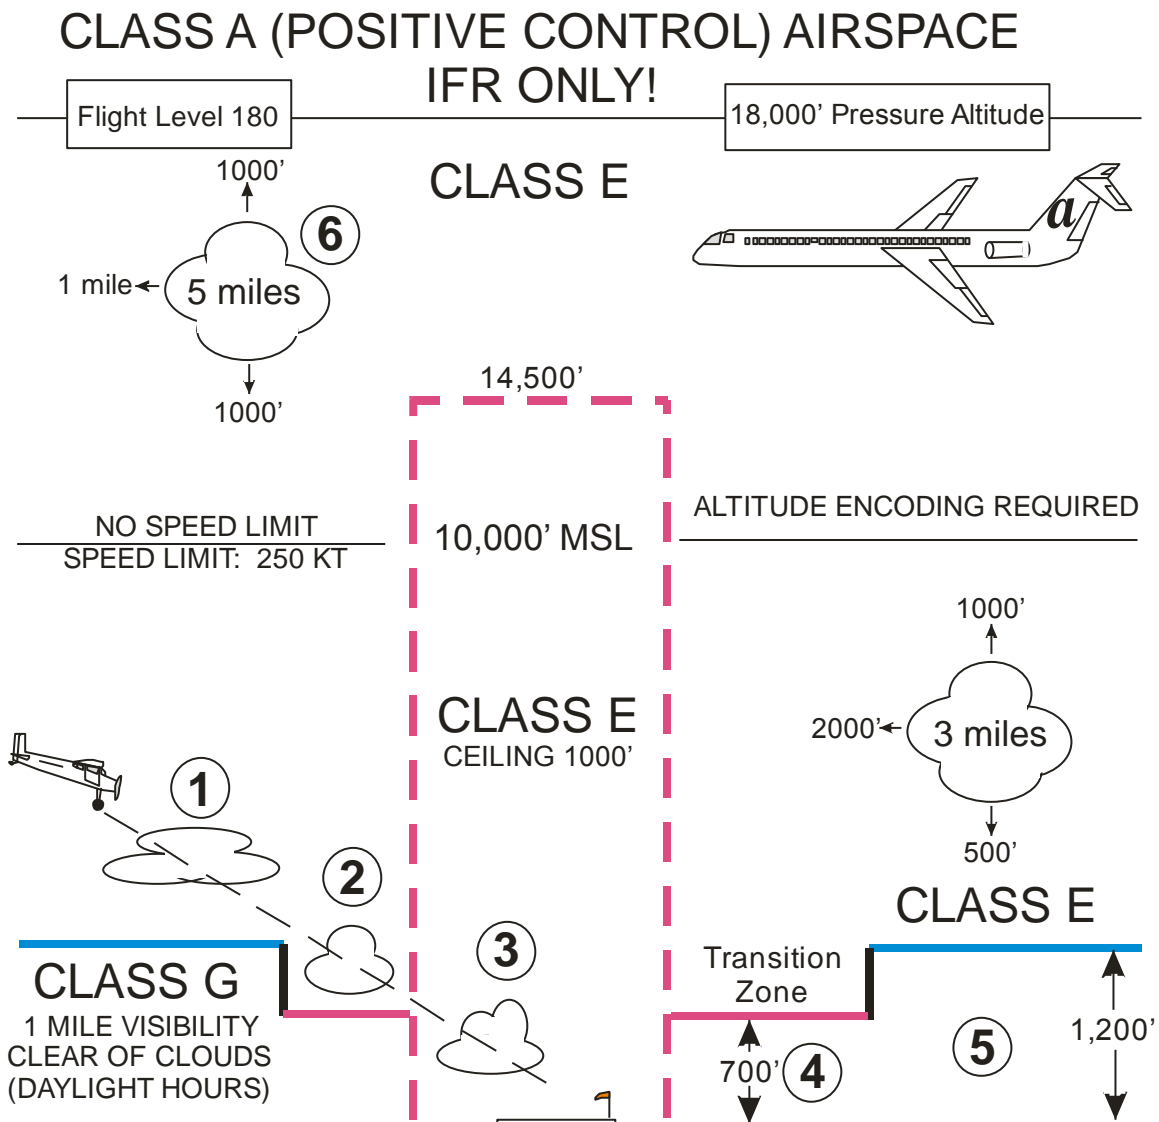 CLASS A (POSITIVE CONTROL) AIRSPACE
IFR ONLY!
Flight Level 180
18,000’ Pressure Altitude
1000’
CLASS E
6
a
1 mile
5 miles
1000’
14,500’
NO SPEED LIMIT
SPEED LIMIT: 250 KT
10,000’ MSL
ALTITUDE ENCODING REQUIRED
1000’
CLASS E
CEILING 1000’
2000’
3 miles
500’
1
2
3
CLASS E
CLASS G
1 MILE VISIBILITY
CLEAR OF CLOUDS
(DAYLIGHT HOURS)
Transition
Zone
700’
4
5
1,200’